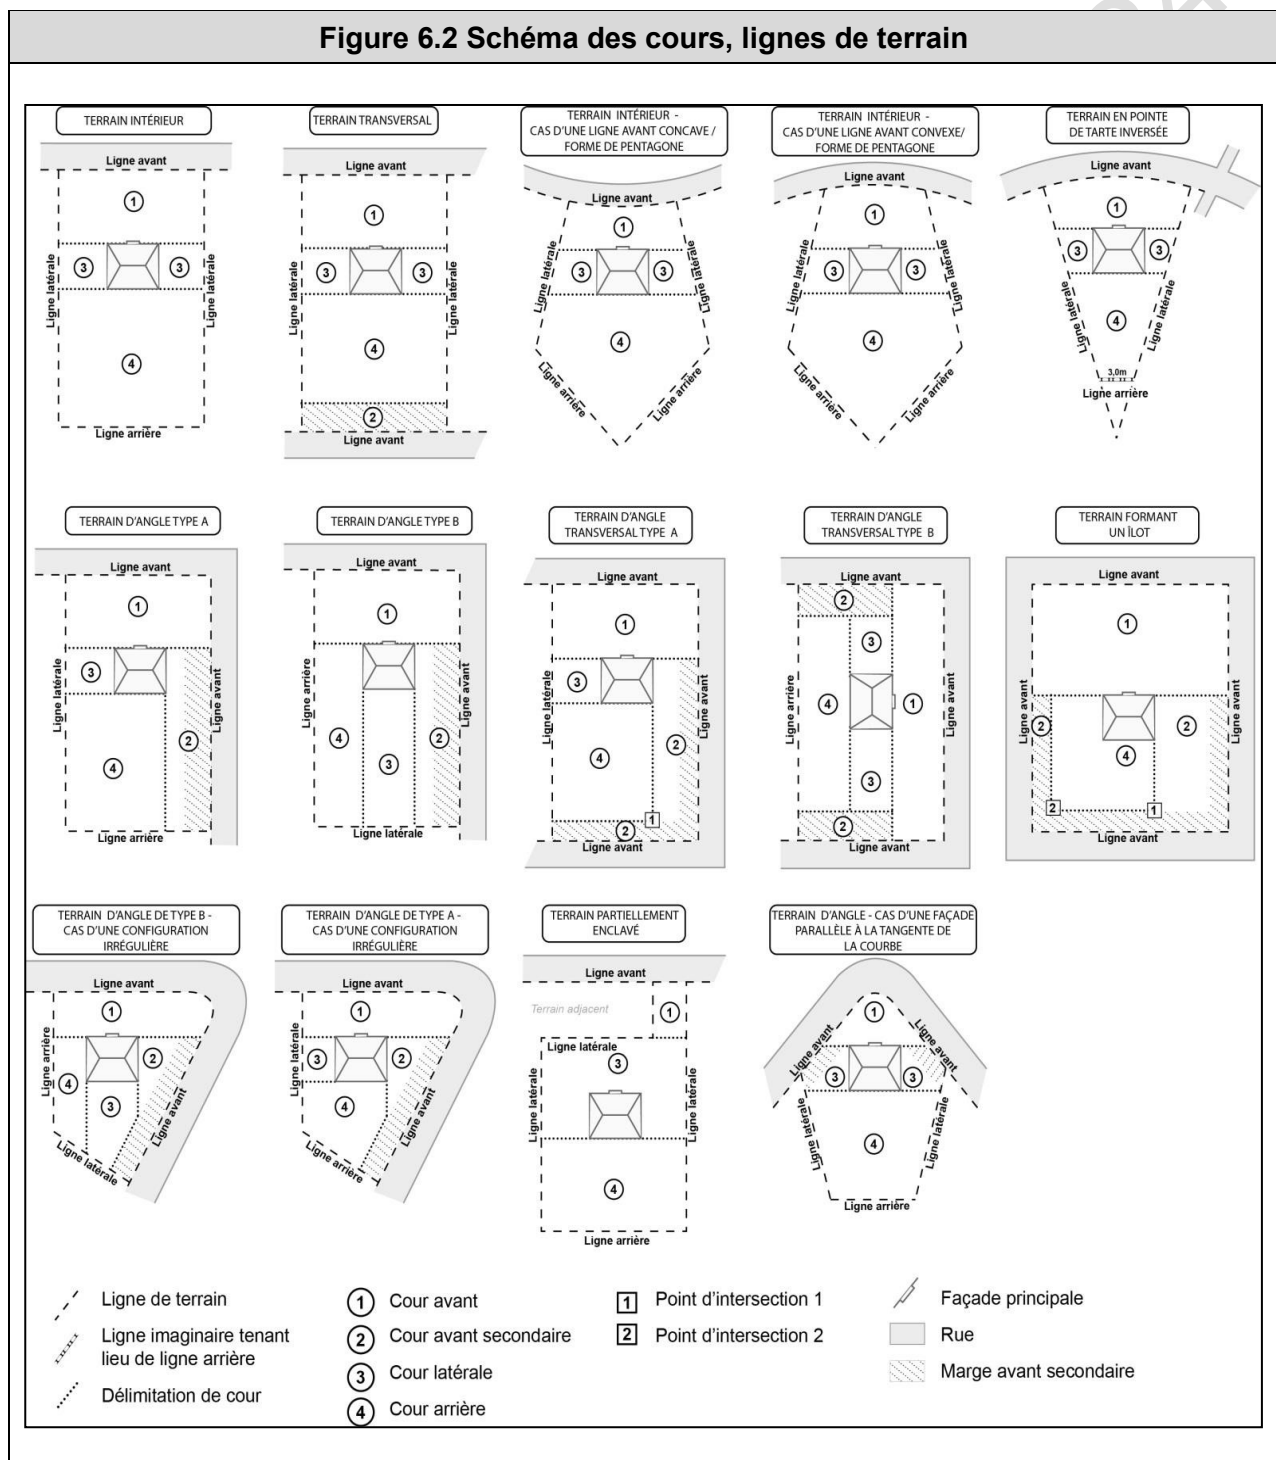 Figure 6.2 Schéma des cours, lignes de terrain
TERRAIN INTÉRIEUR
Ligne avant
1
Ligne latérale
3
3
Ligne latérale
4
Ligne arrière
TERRAIN TRANSVERSAL
Ligne avant
1
Ligne latérale
3
3
Ligne latérale
4
2
Ligne avant
TERRAIN INTÉRIEUR -
CAS D'UNE LIGNE AVANT CONCAVE /
FORME DE PENTAGONE
Ligne avant
1
Ligne latérale
3
3
Ligne latérale
4
Ligne arrière
Ligne arrière
TERRAIN INTÉRIEUR -
CAS D'UNE LIGNE AVANT CONVEXE/
FORME DE PENTAGONE
Ligne avant
1
Ligne latérale
3
3
Ligne latérale
4
Ligne arrière
Ligne arrière
TERRAIN EN POINTE
DE TARTE INVERSÉE
Ligne avant
1
3
3
Ligne latérale
4
Ligne latérale
3,0m
Ligne arrière
TERRAIN D'ANGLE TYPE A
Ligne avant
1
Ligne latérale
3
Ligne avant
2
4
Ligne arrière
TERRAIN D'ANGLE TYPE B
Ligne avant
1
Ligne arrière
Ligne avant
4
2
3
Ligne latérale
TERRAIN D'ANGLE
TRANSVERSAL TYPE A
Ligne avant
1
Ligne latérale
3
Ligne avant
4
2
1
2
Ligne avant
TERRAIN D'ANGLE
TRANSVERSAL TYPE B
Ligne avant
2
3
Ligne arrière
4
1
Ligne avant
3
2
Ligne avant
TERRAIN FORMANT
UN ÎLOT
Ligne avant
1
Ligne avant
2
2
Ligne avant
4
2
1
Ligne avant
TERRAIN D'ANGLE DE TYPE B -
CAS D'UNE CONFIGURATION
IRRÉGULIÈRE
Ligne avant
1
Ligne arrière
2
4
3
Ligne avant
Ligne latérale
TERRAIN D'ANGLE DE TYPE A -
CAS D'UNE CONFIGURATION
IRRÉGULIÈRE
Ligne avant
1
Ligne latérale
3
2
4
Ligne avant
Ligne arrière
TERRAIN PARTIELLEMENT
ENCLAVÉ
Ligne avant
Terrain adjacent
1
Ligne latérale
3
Ligne latérale
Ligne latérale
4
Ligne arrière
TERRAIN D'ANGLE - CAS D'UNE FAÇADE
PARALLÈLE À LA TANGENTE DE
LA COURBE
1
Ligne avant
Ligne avant
3
3
Ligne latérale
Ligne latérale
4
Ligne arrière
Ligne de terrain
Ligne imaginaire tenant
lieu de ligne arrière
Délimitation de cour
1 Cour avant
2 Cour avant secondaire
3 Cour latérale
4 Cour arrière
1 Point d'intersection 1
2 Point d'intersection 2
Façade principale
Rue
Marge avant secondaire